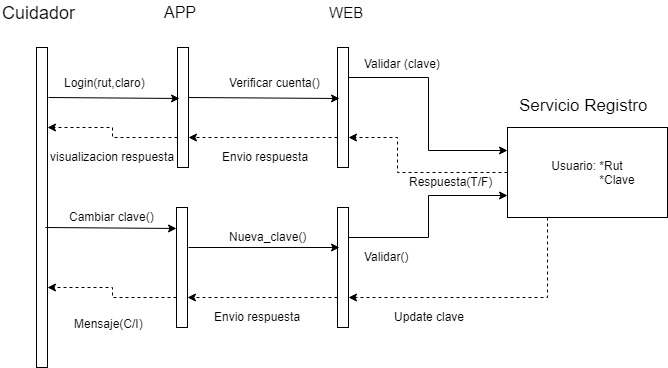 Cuidador
APP
WEB
Login(rut,claro)
Verificar cuenta()
Validar (clave)
Servicio Registro
visualizacion respuesta
Envio respuesta
Respuesta(T/F)
Usuario: *Rut
*Clave
Cambiar clave()
Nueva_clave()
Validar()
Mensaje(C/I)
Envio respuesta
Update clave